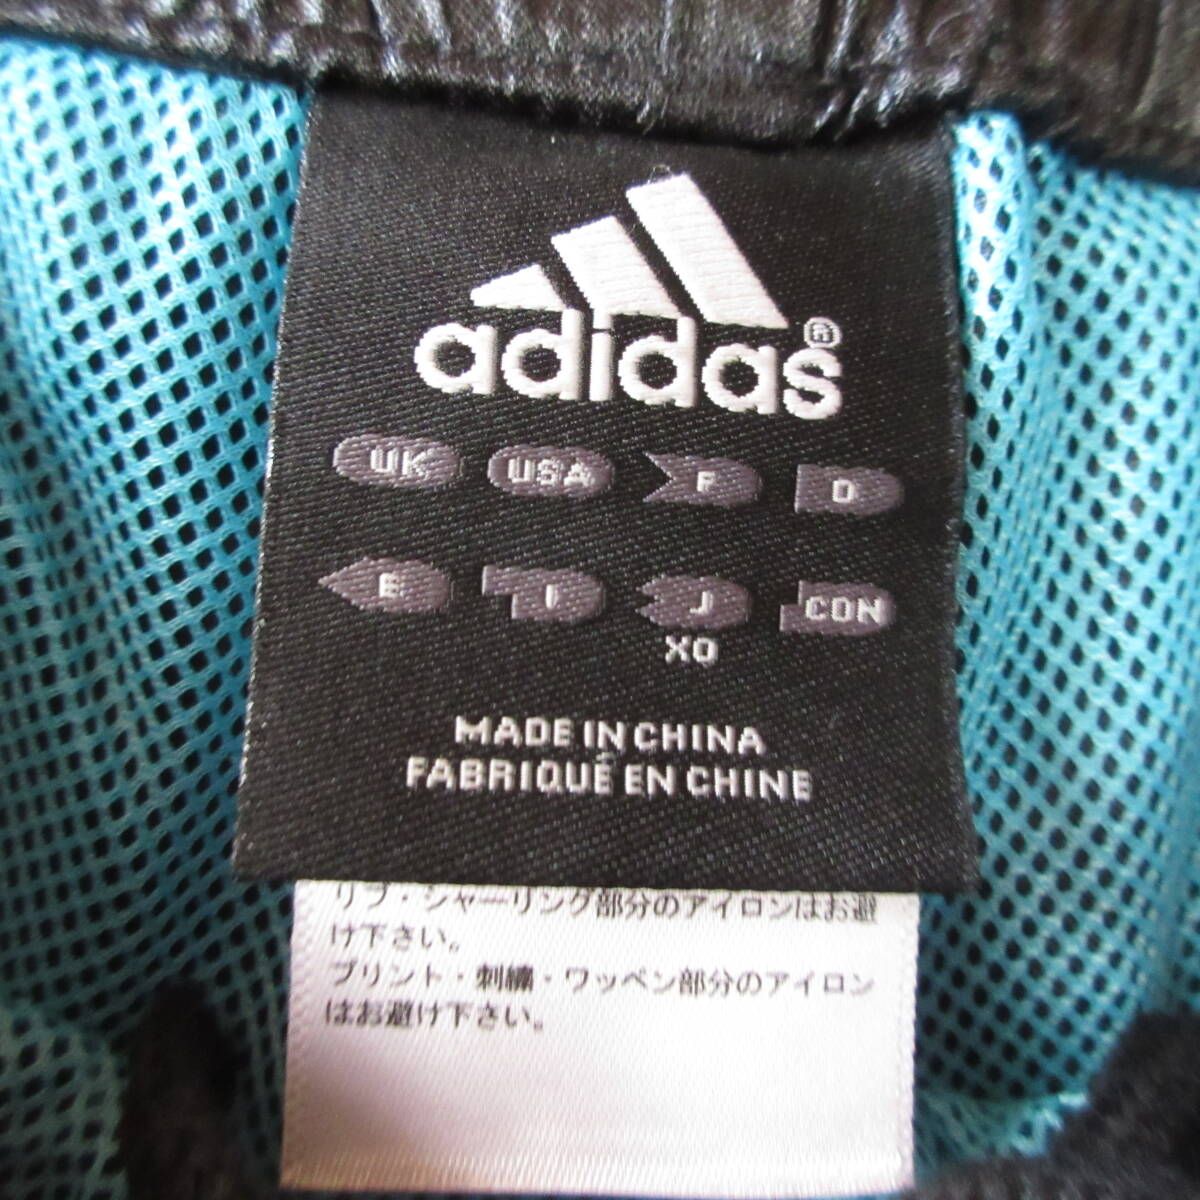 adidas®
UK USA F D
E I J CON
XO
MADE IN CHINA
FABRIQUÉ EN CHINE
リブ・シャーリング部分のアイロンはお避
け下さい。
プリント・刺繍・ワッペン部分のアイロン
はお避け下さい。